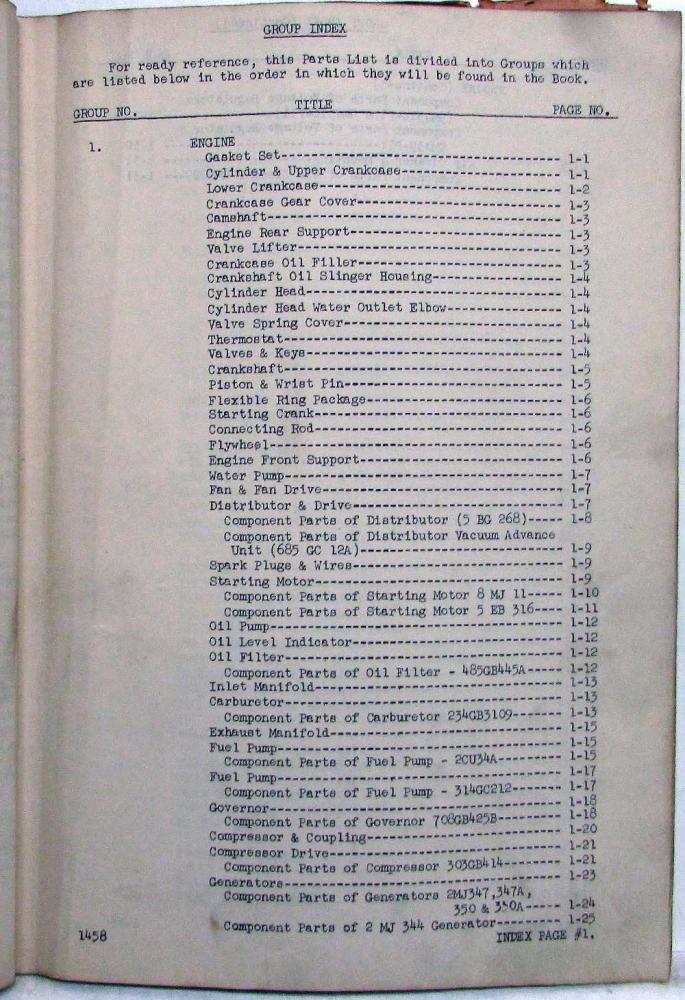 GROUP INDEX
For ready reference, this Parts List is divided into Groups which
are listed below in the order in which they will be found in the Book.
GROUP NO. TITLE PAGE NO.
1. ENGINE
Gasket Set------------------------------------ 1-1
Cylinder & Upper Crankcase-------------------- 1-1
Lower Crankcase------------------------------- 1-2
Crankcase Gear Cover-------------------------- 1-3
Camshaft-------------------------------------- 1-3
Engine Rear Support--------------------------- 1-3
Valve Lifter---------------------------------- 1-3
Crankcase Oil Filler-------------------------- 1-3
Crankshaft Oil Slinger Housing---------------- 1-4
Cylinder Head--------------------------------- 1-4
Cylinder Head Water Outlet Elbow-------------- 1-4
Valve Spring Cover---------------------------- 1-4
Thermostat------------------------------------ 1-4
Valves & Keys--------------------------------- 1-4
Crankshaft------------------------------------ 1-5
Piston & Wrist Pin---------------------------- 1-5
Flexible Ring Package------------------------- 1-6
Starting Crank-------------------------------- 1-6
Connecting Rod-------------------------------- 1-6
Flywheel-------------------------------------- 1-6
Engine Front Support-------------------------- 1-6
Water Pump------------------------------------ 1-7
Fan & Fan Drive------------------------------- 1-7
Distributor & Drive--------------------------- 1-7
Component Parts of Distributor (5 BG 268)----- 1-8
Component Parts of Distributor Vacuum Advance
Unit (685 GC 12A)-------------------------- 1-9
Spark Plugs & Wires--------------------------- 1-9
Starting Motor-------------------------------- 1-9
Component Parts of Starting Motor 8 MJ 11----- 1-10
Component Parts of Starting Motor 5 EB 316---- 1-11
Oil Pump-------------------------------------- 1-12
Oil Level Indicator--------------------------- 1-12
Oil Filter------------------------------------ 1-12
Component Parts of Oil Filter - 485GB445A----- 1-12
Inlet Manifold-------------------------------- 1-13
Carburetor------------------------------------ 1-13
Component Parts of Carburetor 234GB3109------- 1-13
Exhaust Manifold------------------------------ 1-15
Fuel Pump------------------------------------- 1-15
Component Parts of Fuel Pump - 2CU34A--------- 1-15
Fuel Pump------------------------------------- 1-17
Component Parts of Fuel Pump - 314GC212------- 1-17
Governor-------------------------------------- 1-18
Component Parts of Governor 708GB425B--------- 1-18
Compressor & Coupling------------------------- 1-20
Compressor Drive------------------------------ 1-21
Component Parts of Compressor 303GB414-------- 1-21
Generators------------------------------------ 1-23
Component Parts of Generators 2MJ347,347A,
350 & 350A----- 1-24
Component Parts of 2 MJ 344 Generator--------- 1-25
1458 INDEX PAGE #1.